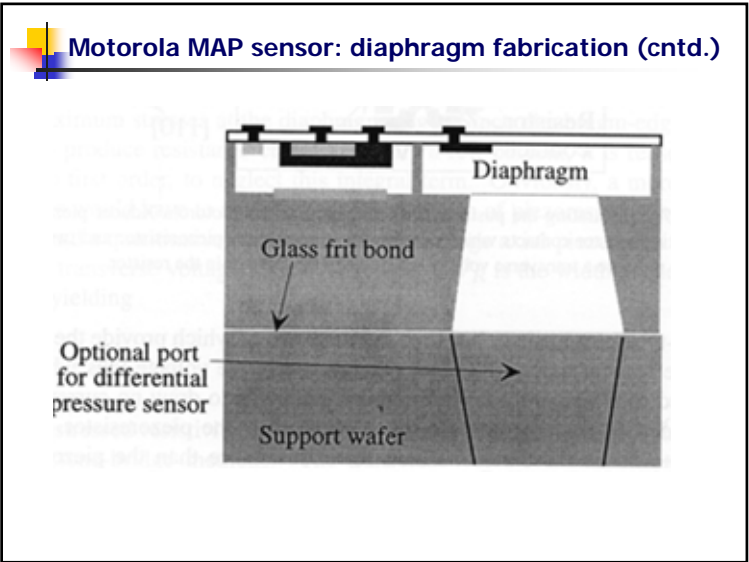 Motorola MAP sensor: diaphragm fabrication (cntd.)
Diaphragm
Glass frit bond
Optional port
for differential
pressure sensor
Support wafer